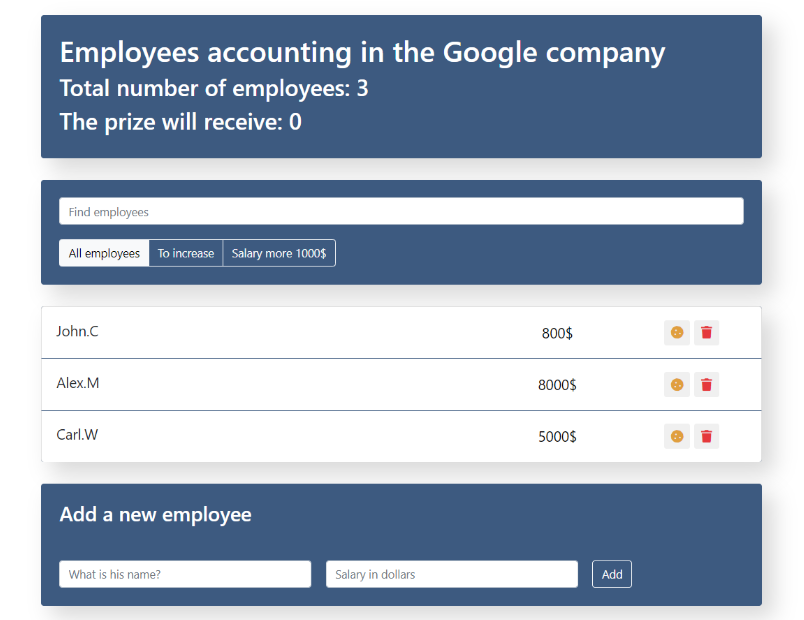 Employees accounting in the Google company
Total number of employees: 3
The prize will receive: 0
Find employees
All employees To increase Salary more 1000$
John.C 800$
Alex.M 8000$
Carl.W 5000$
Add a new employee
What is his name? Salary in dollars Add